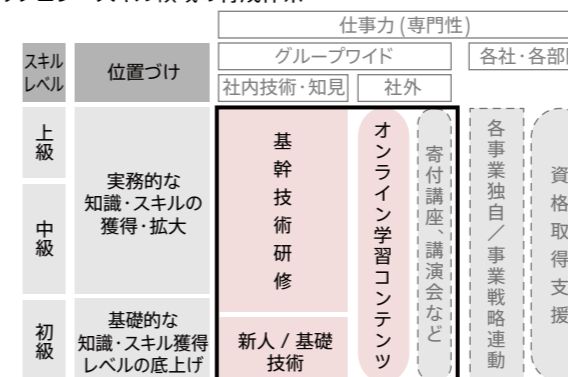 仕事力(専門性)
グループワイド
各社・各部
スキル
レベル
位置づけ
社内技術・知見
社外
上級
中級
初級
実務的な
知識・スキルの
獲得・拡大
基礎的な
知識・スキル獲得
レベルの底上げ
基幹技術研修
新人/基礎
技術
オンライン学習コンテンツ
寄付講座、講演会など
各事業独自/事業戦略連動
資格取得支援